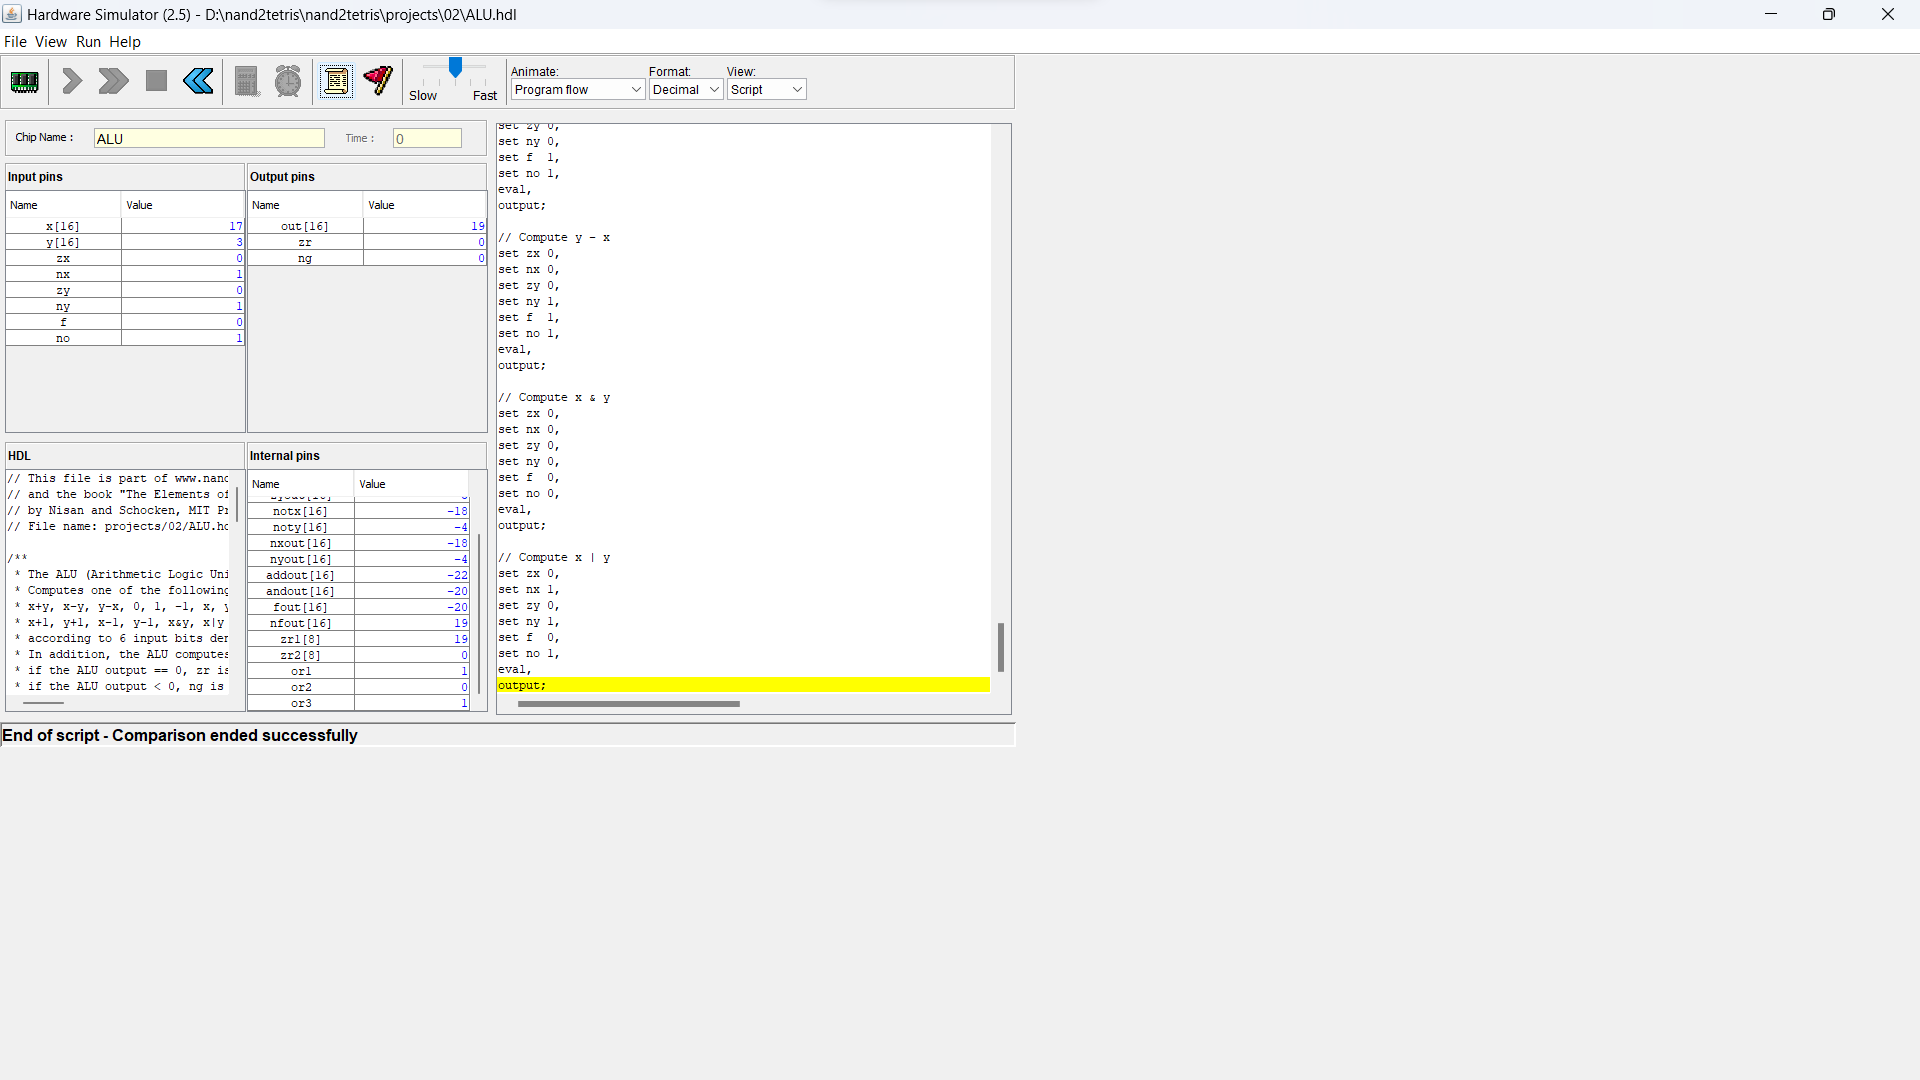 Hardware Simulator (2.5) - D:\nand2tetris\nand2tetris\projects\02\ALU.hdl
File View Run Help
Slow Fast
Animate:
Program flow
Format:
Decimal
View:
Script
Chip Name :
ALU
Time :
0
Input pins
Name Value
x[16] 17
y[16] 3
zx 0
nx 1
zy 0
ny 1
f 0
no 1
Output pins
Name Value
out[16] 19
zr 0
ng 0
HDL
// This file is part of www.nand
// and the book "The Elements of
// by Nisan and Schocken, MIT Pr
// File name: projects/02/ALU.hd
/**
* The ALU (Arithmetic Logic Uni
* Computes one of the following
* x+y, x-y, y-x, 0, 1, -1, x, y
* x+1, y+1, x-1, y-1, x&y, x|y
* according to 6 input bits den
* In addition, the ALU computes
* if the ALU output == 0, zr is
* if the ALU output < 0, ng is
Internal pins
Name Value
notx[16] -18
noty[16] -4
nxout[16] -18
nyout[16] -4
addout[16] -22
andout[16] -20
fout[16] -20
nfout[16] 19
zr1[8] 19
zr2[8] 0
or1 1
or2 0
or3 1
set zy 0,
set ny 0,
set f 1,
set no 1,
eval,
output;
// Compute y - x
set zx 0,
set nx 0,
set zy 0,
set ny 1,
set f 1,
set no 1,
eval,
output;
// Compute x & y
set zx 0,
set nx 0,
set zy 0,
set ny 0,
set f 0,
set no 0,
eval,
output;
// Compute x | y
set zx 0,
set nx 1,
set zy 0,
set ny 1,
set f 0,
set no 1,
eval,
output;
End of script - Comparison ended successfully